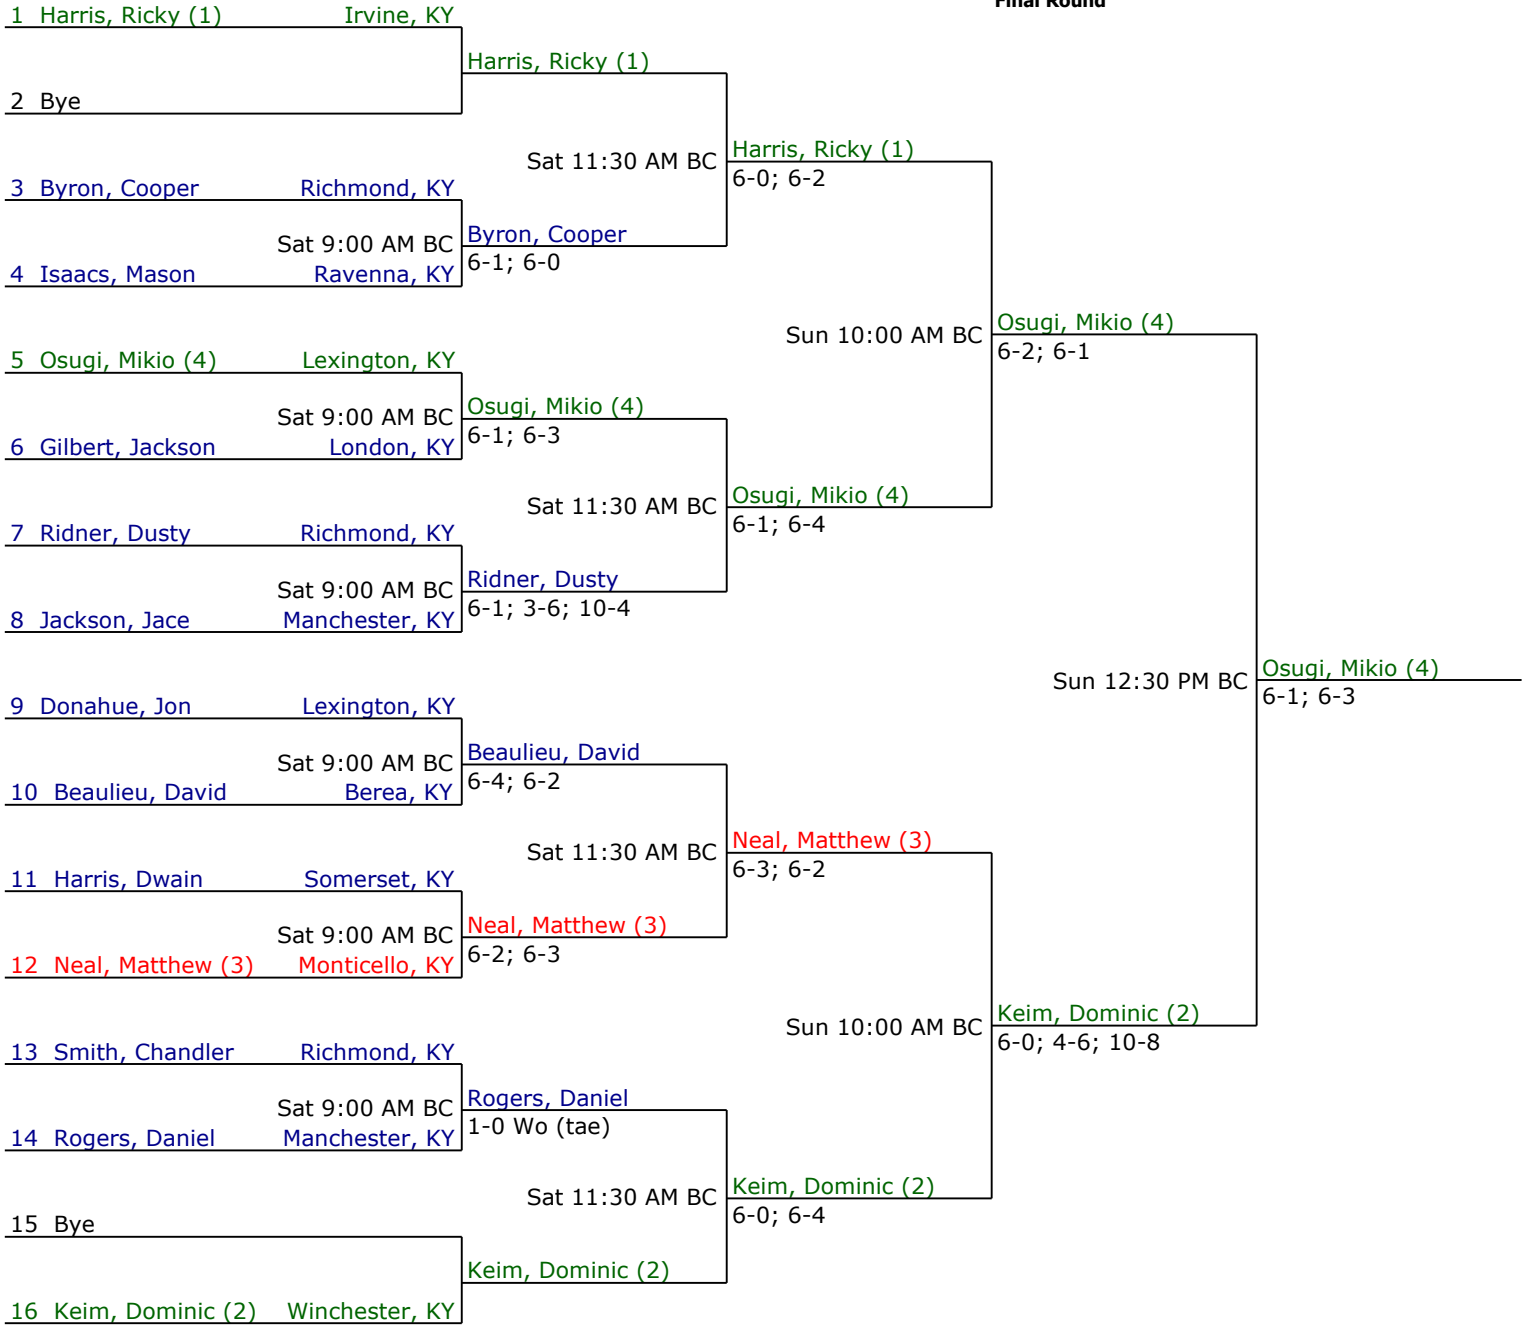 Final Round
1 Harris, Ricky (1) Irvine, KY
Harris, Ricky (1)
2 Bye
Sat 11:30 AM BC
Harris, Ricky (1)
6-0; 6-2
3 Byron, Cooper Richmond, KY
Sat 9:00 AM BC
Byron, Cooper
6-1; 6-0
4 Isaacs, Mason Ravenna, KY
Sun 10:00 AM BC
Osugi, Mikio (4)
6-2; 6-1
5 Osugi, Mikio (4) Lexington, KY
Sat 9:00 AM BC
Osugi, Mikio (4)
6-1; 6-3
6 Gilbert, Jackson London, KY
Sat 11:30 AM BC
Osugi, Mikio (4)
6-1; 6-4
7 Ridner, Dusty Richmond, KY
Sat 9:00 AM BC
Ridner, Dusty
6-1; 3-6; 10-4
8 Jackson, Jace Manchester, KY
Sun 12:30 PM BC
Osugi, Mikio (4)
6-1; 6-3
9 Donahue, Jon Lexington, KY
Sat 9:00 AM BC
Beaulieu, David
6-4; 6-2
10 Beaulieu, David Berea, KY
Sat 11:30 AM BC
Neal, Matthew (3)
6-3; 6-2
11 Harris, Dwain Somerset, KY
Sat 9:00 AM BC
Neal, Matthew (3)
6-2; 6-3
12 Neal, Matthew (3) Monticello, KY
Sun 10:00 AM BC
Keim, Dominic (2)
6-0; 4-6; 10-8
13 Smith, Chandler Richmond, KY
Sat 9:00 AM BC
Rogers, Daniel
1-0 Wo (tae)
14 Rogers, Daniel Manchester, KY
Sat 11:30 AM BC
Keim, Dominic (2)
6-0; 6-4
15 Bye
Keim, Dominic (2)
16 Keim, Dominic (2) Winchester, KY